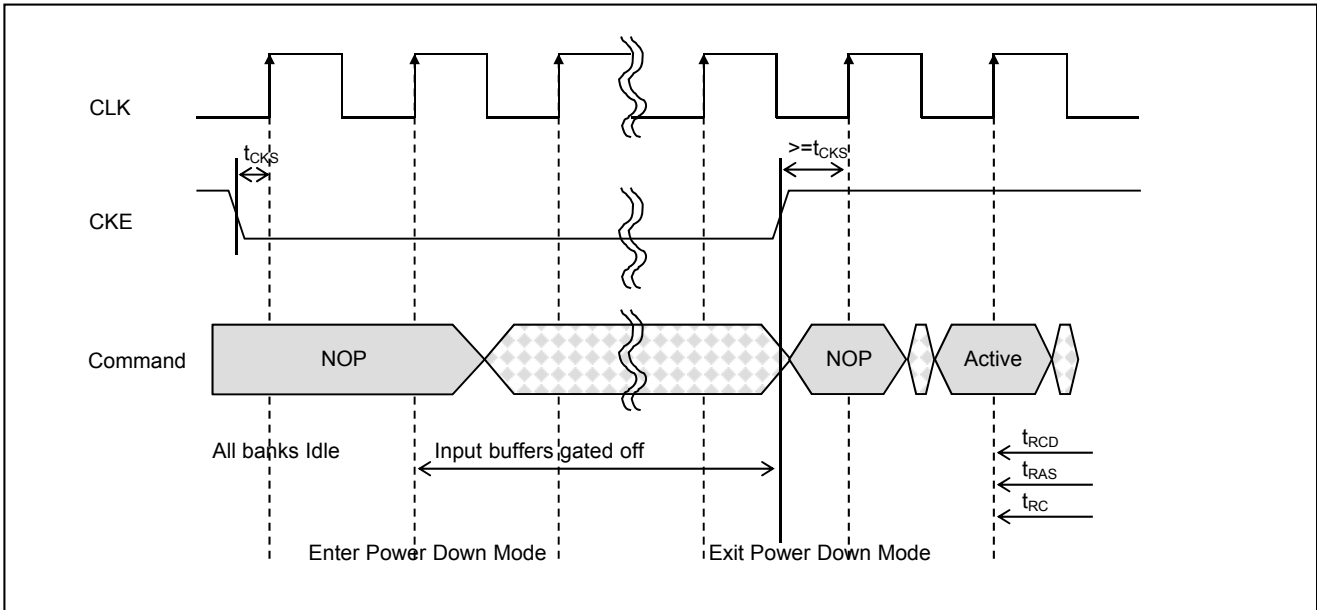 CLK
tCKS
>=tCKS
CKE
Command
NOP
NOP
Active
All banks Idle
Input buffers gated off
tRCD
tRAS
tRC
Enter Power Down Mode
Exit Power Down Mode